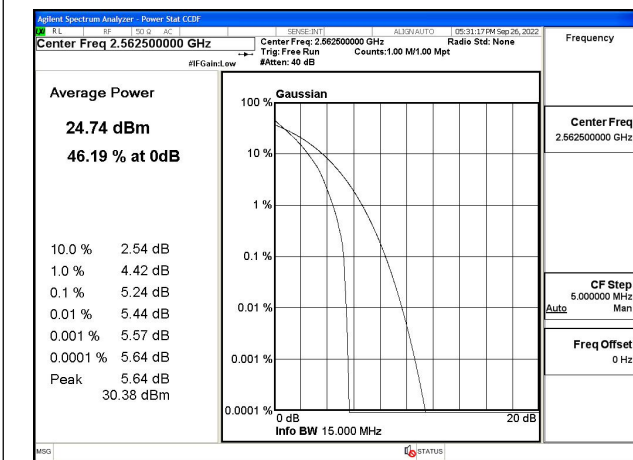 Agilent Spectrum Analyzer - Power Stat CCDF
RL RF 50 Ω AC SENSE:INT ALIGN AUTO 05:31:17 PM Sep 26, 2022
Center Freq 2.562500000 GHz
Center Freq: 2.562500000 GHz Radio Std: None
Trig: Free Run Counts:1.00 M/1.00 Mpt
#IFGain:Low #Atten: 40 dB
Frequency
Average Power
24.74 dBm
46.19 % at 0dB
10.0 % 2.54 dB
1.0 % 4.42 dB
0.1 % 5.24 dB
0.01 % 5.44 dB
0.001 % 5.57 dB
0.0001 % 5.64 dB
Peak 5.64 dB
30.38 dBm
Gaussian
100 %
10 %
1 %
0.1 %
0.01 %
0.001 %
0.0001 %
0 dB 20 dB
Info BW 15.000 MHz
Center Freq
2.562500000 GHz
CF Step
5.000000 MHz
Auto Man
Freq Offset
0 Hz
MSG STATUS